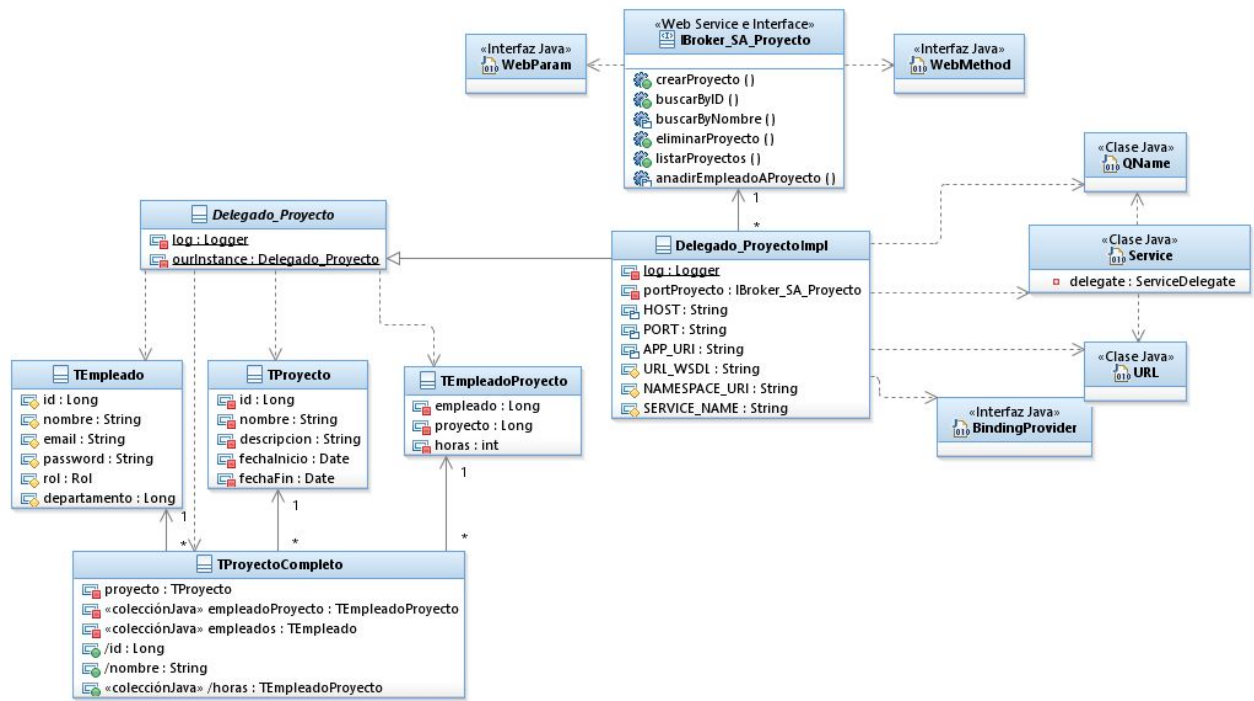 «Web Service e Interface»
IBroker_SA_Proyecto
crearProyecto ( )
buscarByID ( )
buscarByNombre ( )
eliminarProyecto ( )
listarProyectos ( )
anadirEmpleadoAProyecto ( )
«Interfaz Java»
WebParam
«Interfaz Java»
WebMethod
«Clase Java»
QName
«Clase Java»
Service
delegate : ServiceDelegate
«Clase Java»
URL
«Interfaz Java»
BindingProvider
1
*
Delegado_Proyecto
log : Logger
ourInstance : Delegado_Proyecto
Delegado_ProyectoImpl
log : Logger
portProyecto : IBroker_SA_Proyecto
HOST : String
PORT : String
APP_URI : String
URL_WSDL : String
NAMESPACE_URI : String
SERVICE_NAME : String
TEmpleado
id : Long
nombre : String
email : String
password : String
rol : Rol
departamento : Long
TProyecto
id : Long
nombre : String
descripcion : String
fechaInicio : Date
fechaFin : Date
TEmpleadoProyecto
empleado : Long
proyecto : Long
horas : int
1
*
1
*
1
*
TProyectoCompleto
proyecto : TProyecto
«colecciónJava» empleadoProyecto : TEmpleadoProyecto
«colecciónJava» empleados : TEmpleado
/id : Long
/nombre : String
«colecciónJava» /horas : TEmpleadoProyecto